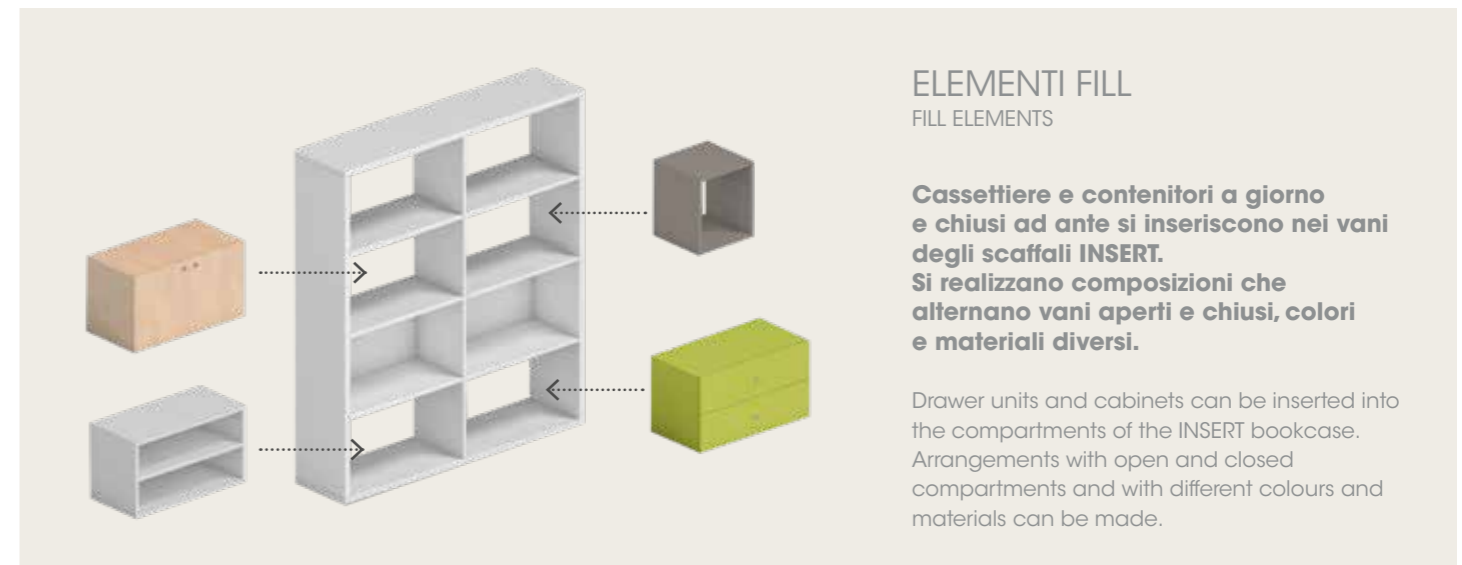 ELEMENTI FILL
FILL ELEMENTS
Cassettiere e contenitori a giorno
e chiusi ad ante si inseriscono nei vani
degli scaffali INSERT.
Si realizzano composizioni che
alternano vani aperti e chiusi, colori
e materiali diversi.
Drawer units and cabinets can be inserted into
the compartments of the INSERT bookcase.
Arrangements with open and closed
compartments and with different colours and
materials can be made.